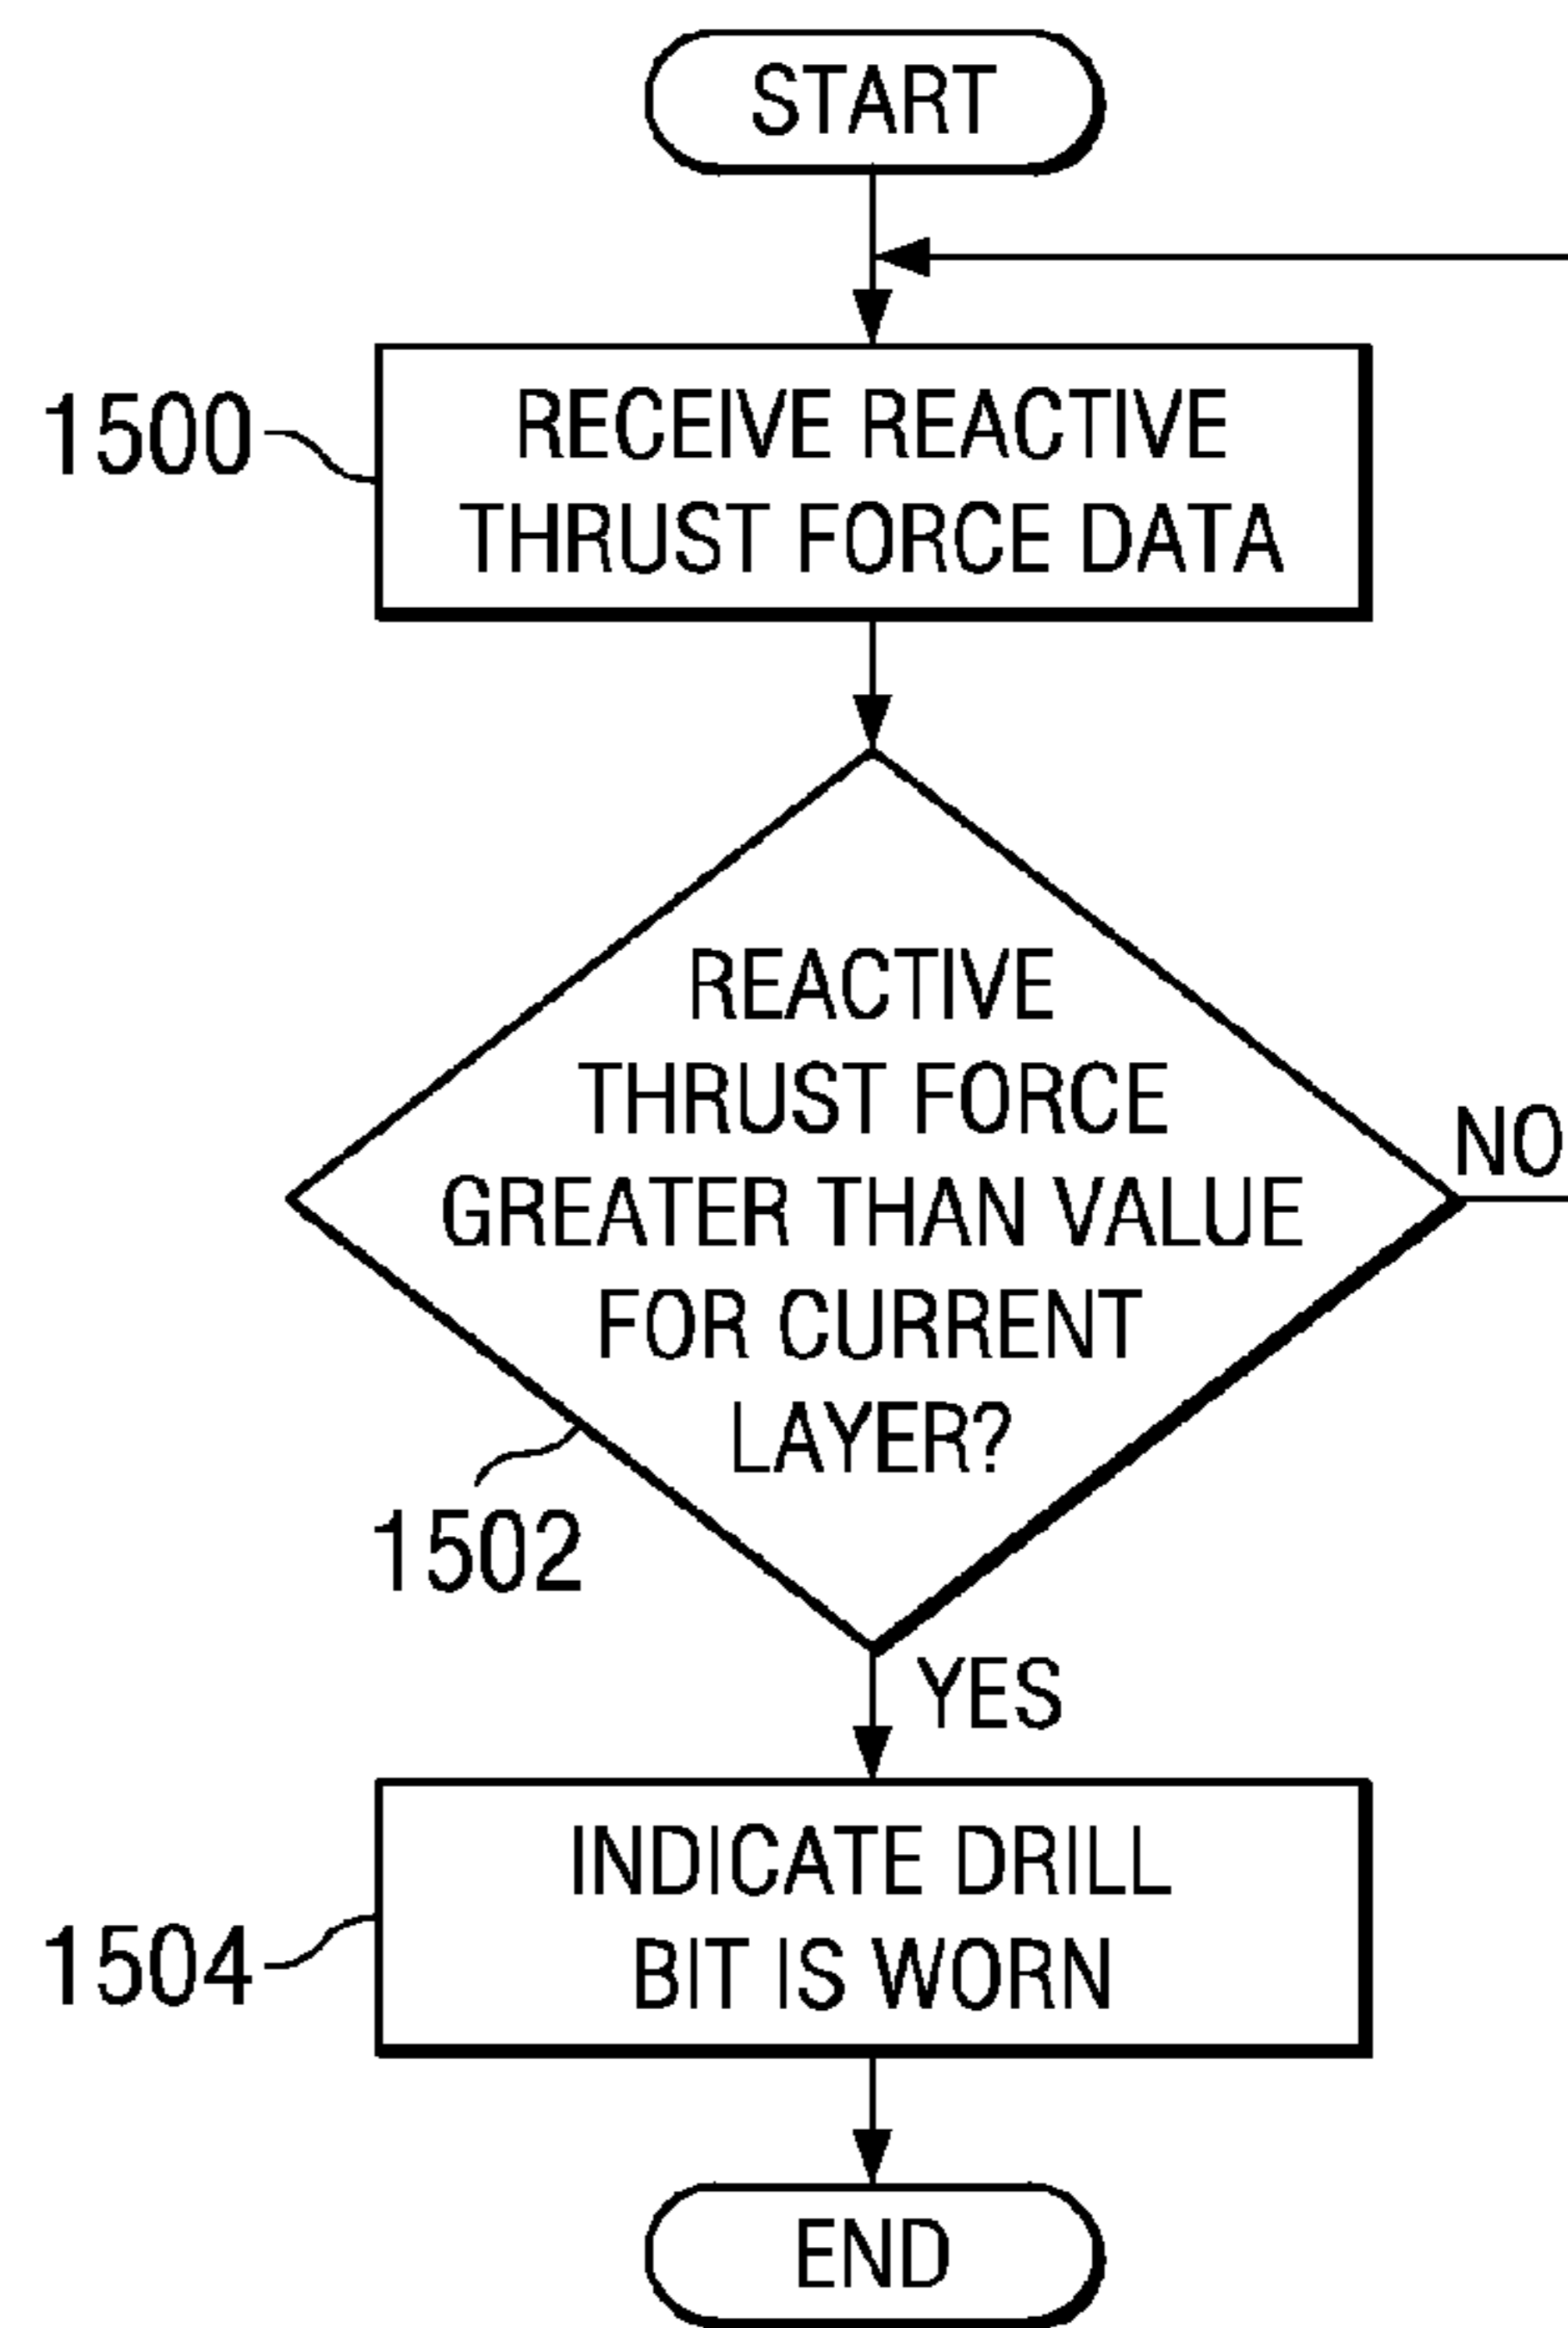 START
1500
RECEIVE REACTIVE
THRUST FORCE DATA
REACTIVE
THRUST FORCE
GREATER THAN VALUE
FOR CURRENT
LAYER?
NO
1502
YES
1504
INDICATE DRILL
BIT IS WORN
END